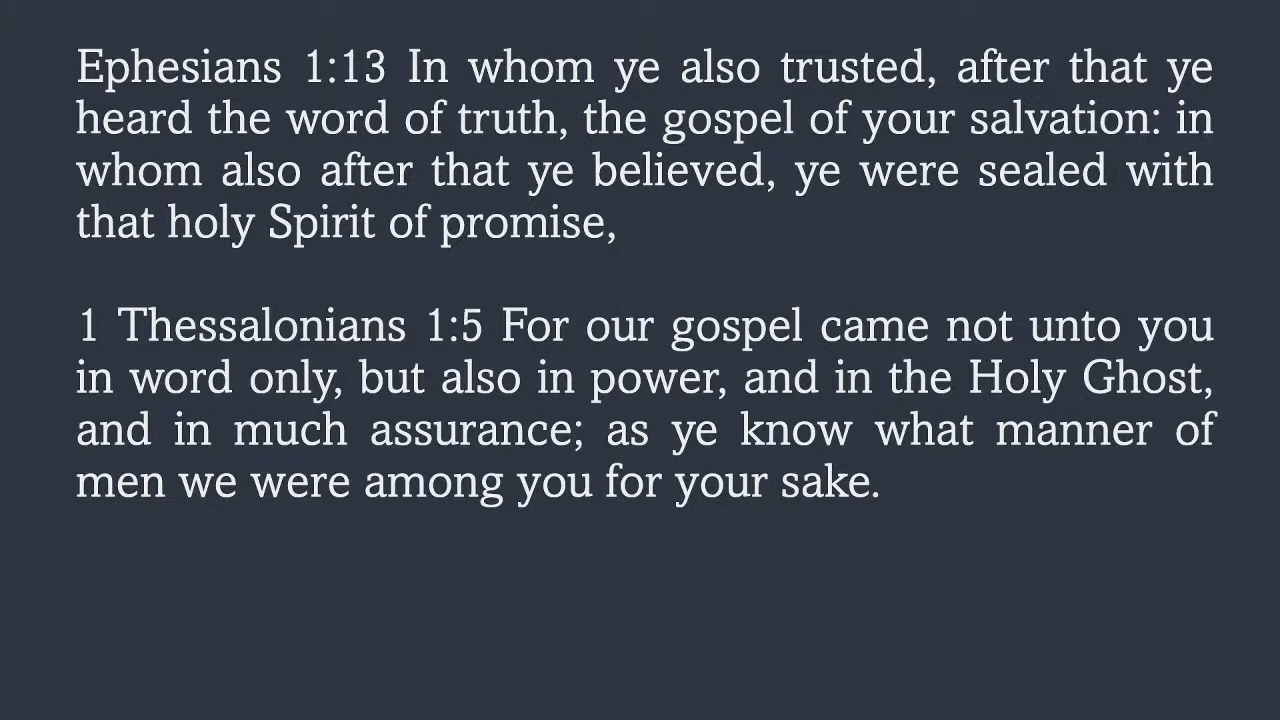 Ephesians 1:13 In whom ye also trusted, after that ye
heard the word of truth, the gospel of your salvation: in
whom also after that ye believed, ye were sealed with
that holy Spirit of promise,
1 Thessalonians 1:5 For our gospel came not unto you
in word only, but also in power, and in the Holy Ghost,
and in much assurance; as ye know what manner of
men we were among you for your sake.